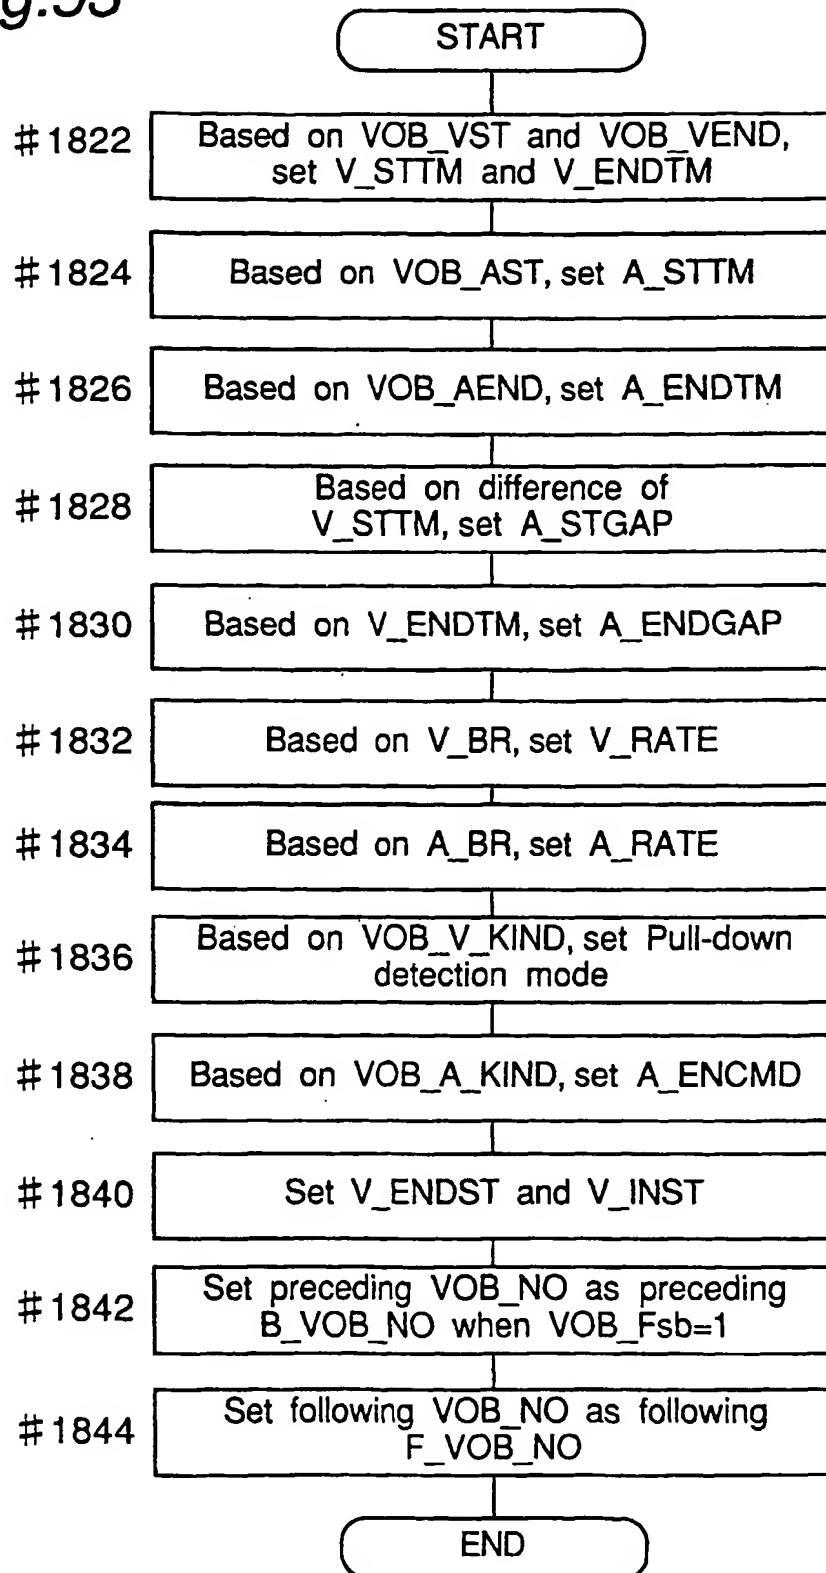 START
#1822
Based on VOB_VST and VOB_VEND,
set V_STTM and V_ENDTM
#1824
Based on VOB_AST, set A_STTM
#1826
Based on VOB_AEND, set A_ENDTM
#1828
Based on difference of
V_STTM, set A_STGAP
#1830
Based on V_ENDTM, set A_ENDGAP
#1832
Based on V_BR, set V_RATE
#1834
Based on A_BR, set A_RATE
#1836
Based on VOB_V_KIND, set Pull-down
detection mode
#1838
Based on VOB_A_KIND, set A_ENCMD
#1840
Set V_ENDST and V_INST
#1842
Set preceding VOB_NO as preceding
B_VOB_NO when VOB_Fsb=1
#1844
Set following VOB_NO as following
F_VOB_NO
END